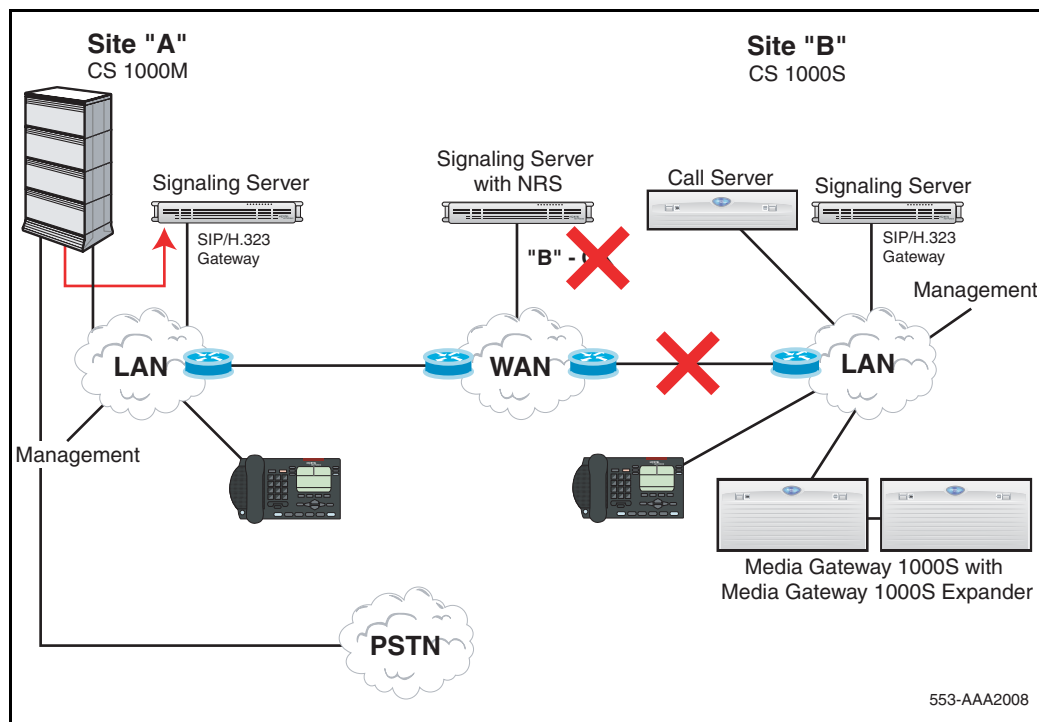 Site "A"
CS 1000M
Site "B"
CS 1000S
Signaling Server
SIP/H.323
Gateway
Signaling Server
with NRS
"B" -
Call Server
Signaling Server
SIP/H.323
Gateway
Management
LAN
WAN
LAN
Management
Media Gateway 1000S with
Media Gateway 1000S Expander
PSTN
553-AAA2008